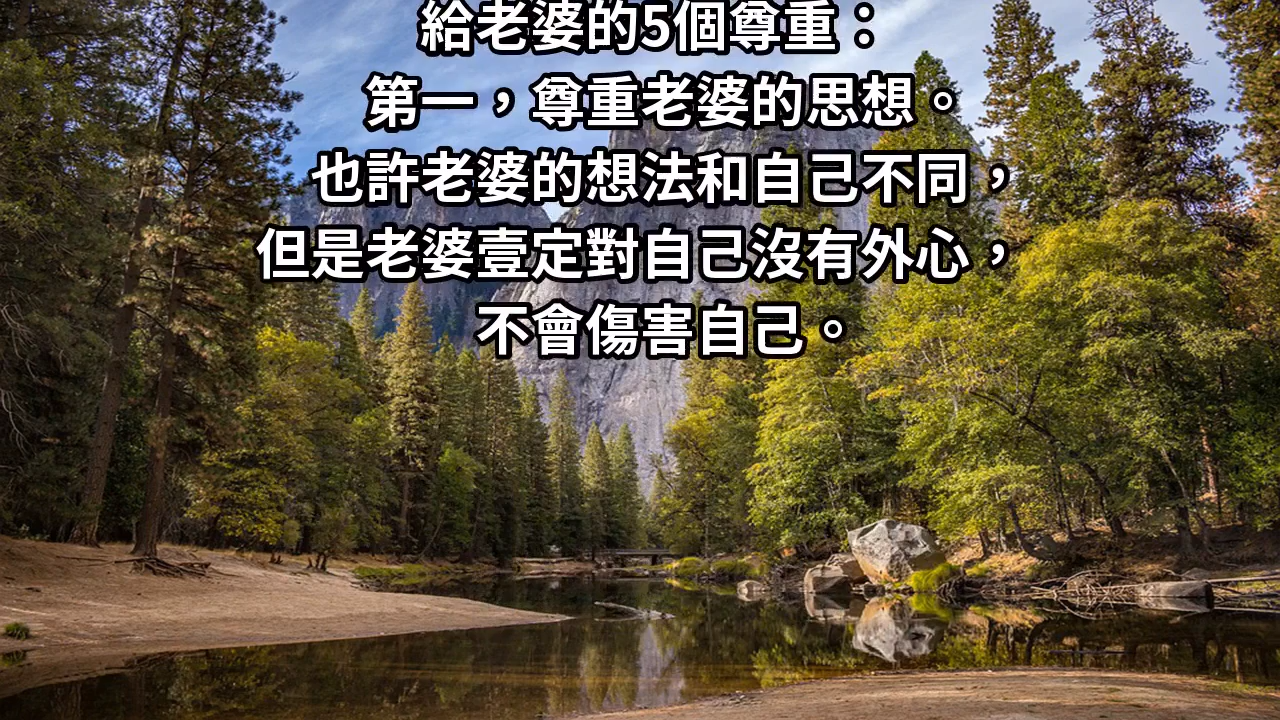 給老婆的5個尊重：
第一，尊重老婆的思想。
也許老婆的想法和自己不同，
但是老婆壹定對自己沒有外心，
不會傷害自己。